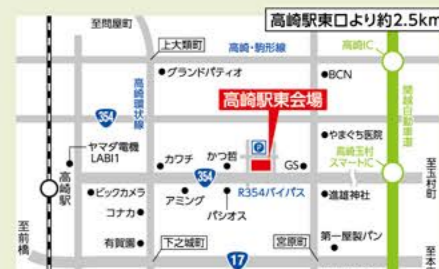 高崎駅東口より約2.5km
至問屋町
上大類町
高崎・駒形線
高崎IC
グランドパティオ
BCN
高崎環状線
関越自動車道
高崎駅東会場
354
P
やまぐち医院
ヤマダ電機
LABI1
カワチ
かつ哲
GS
高崎玉村
スマートIC
354
至玉村町
高崎駅
ビックカメラ
アミング
パシオス
R354バイパス
進雄神社
コナカ
至前橋
有賀園
下之城町
17
宮原町
第一屋製パン
至本